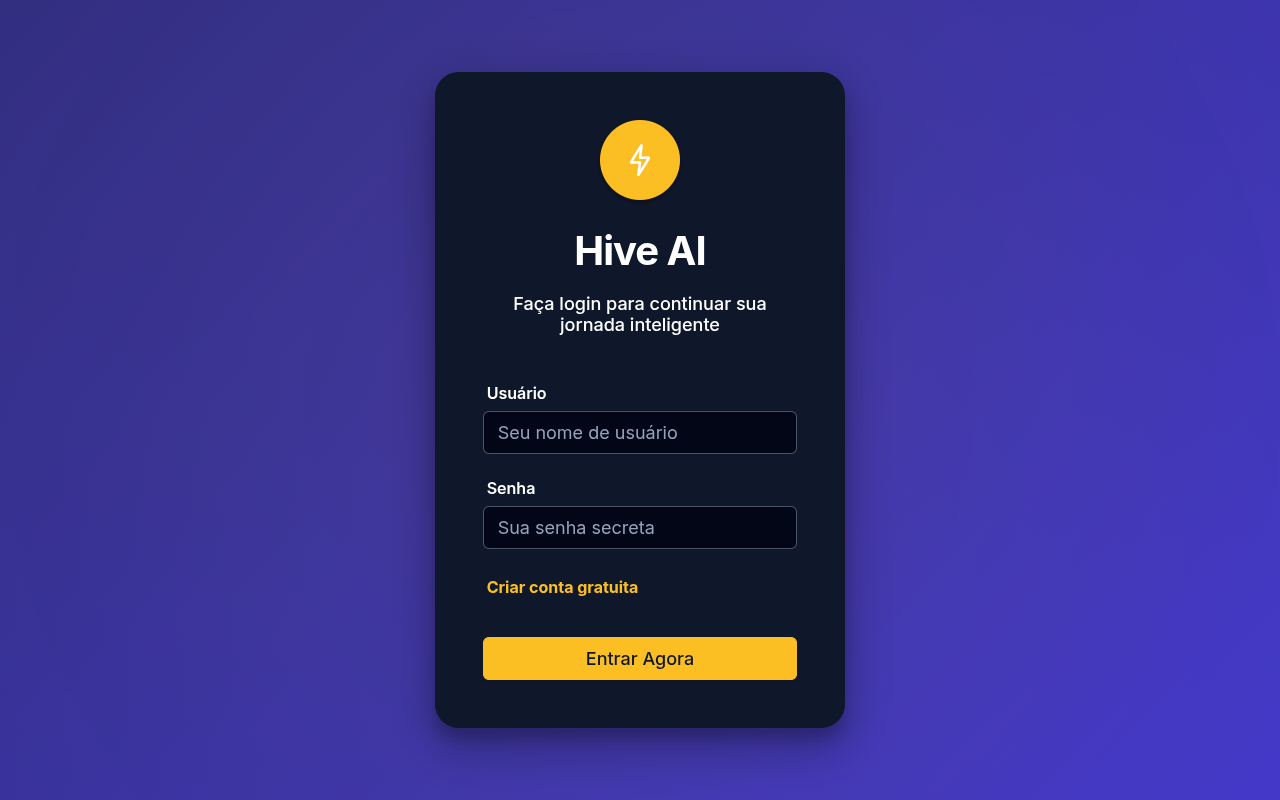 Hive AI
Faça login para continuar sua
jornada inteligente
Usuário
Seu nome de usuário
Senha
Sua senha secreta
Criar conta gratuita
Entrar Agora